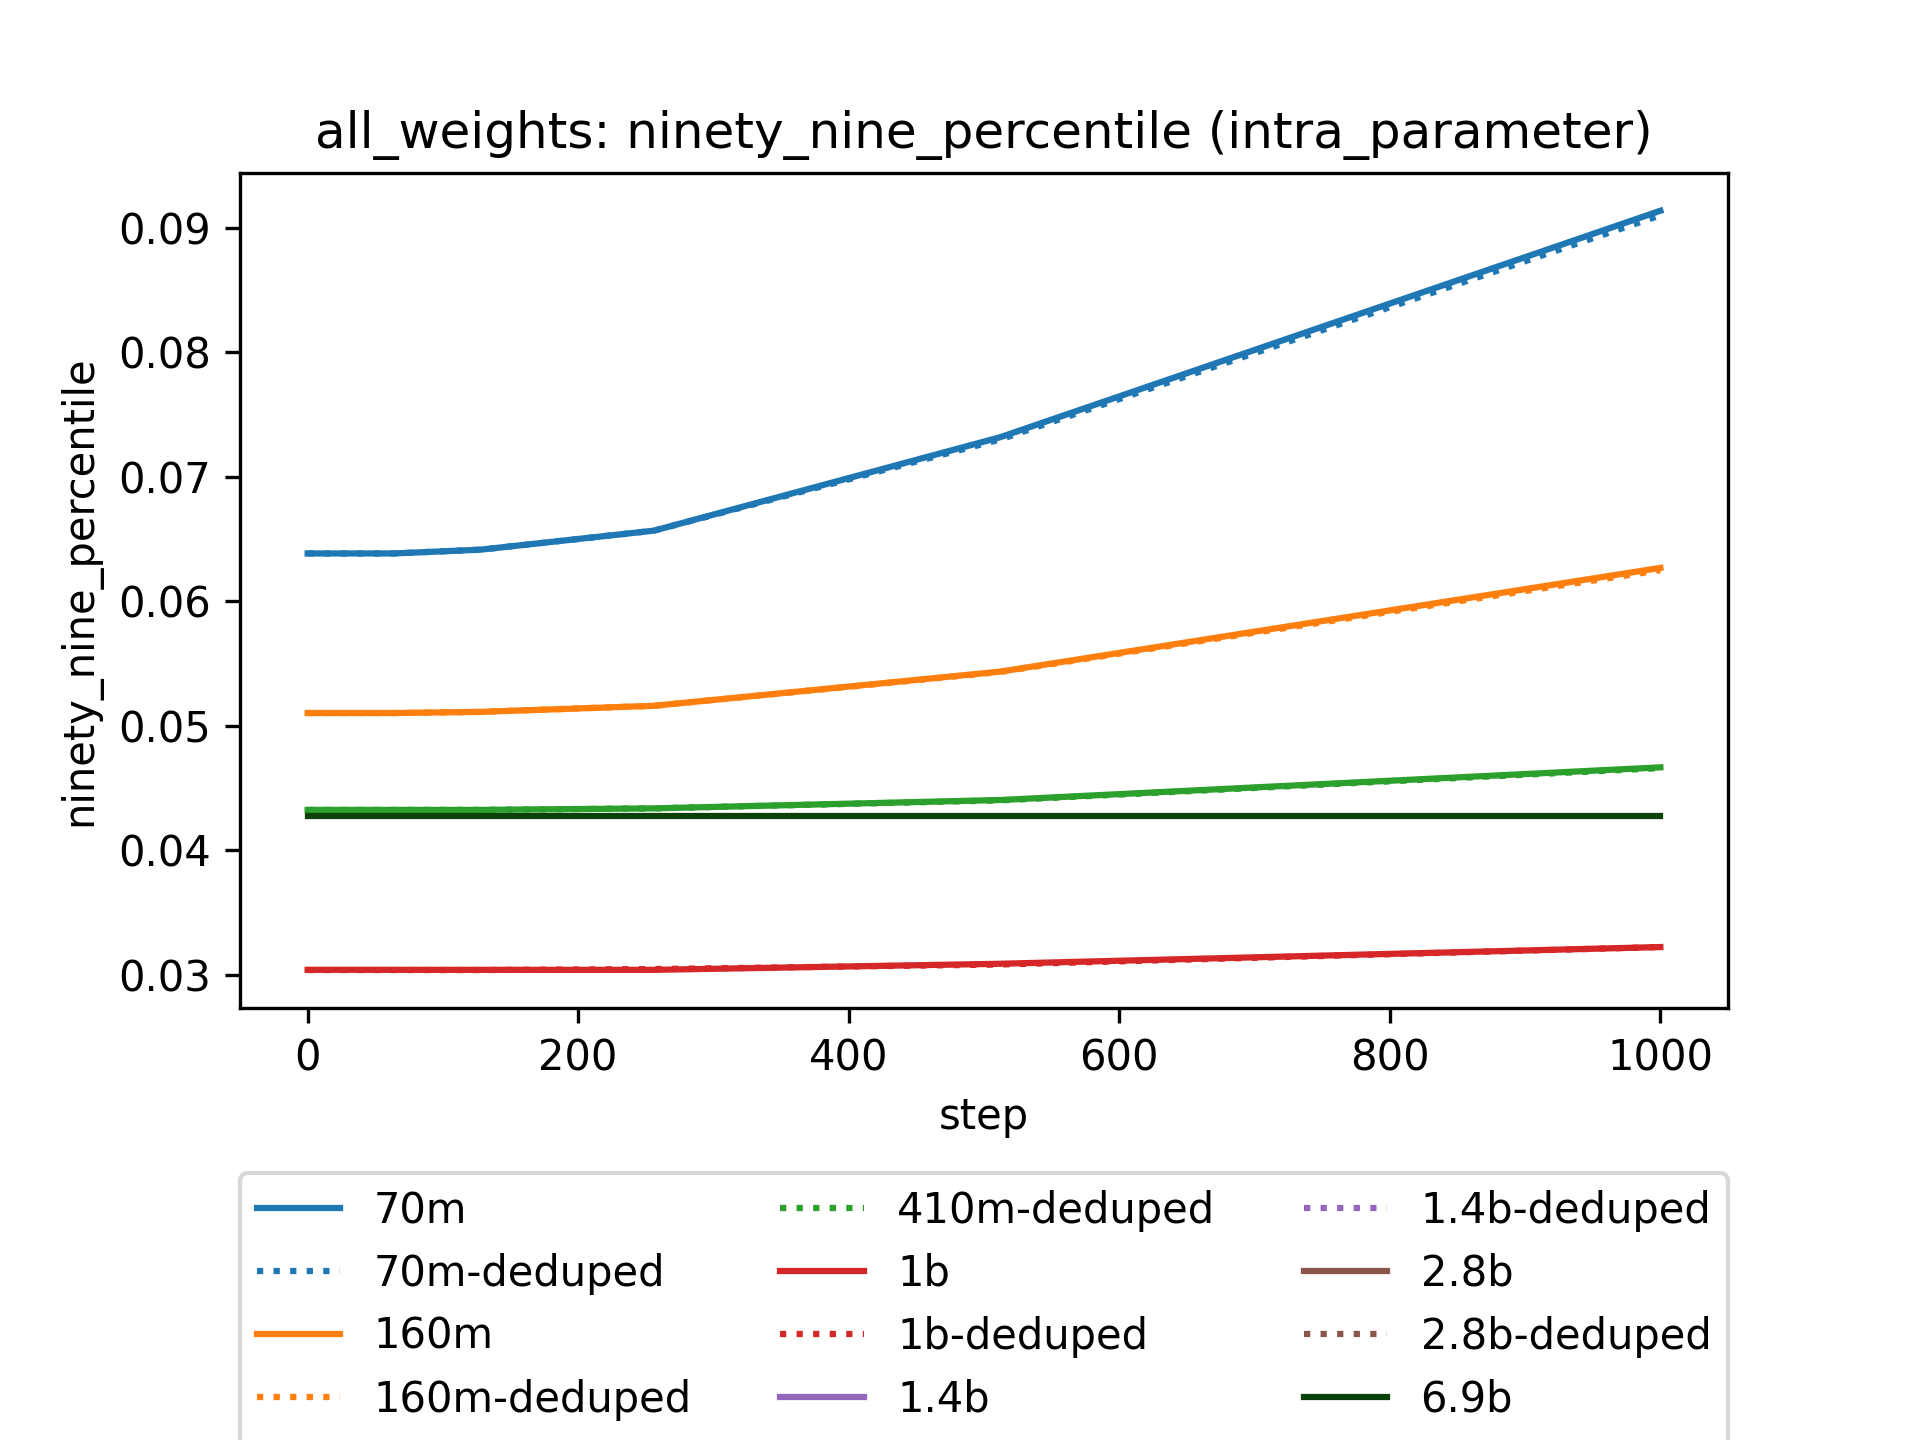 all_weights: ninety_nine_percentile (intra_parameter)
ninety_nine_percentile
0.09
0.08
0.07
0.06
0.05
0.04
0.03
0 200 400 600 800 1000
step
70m 410m-deduped 1.4b-deduped
70m-deduped 1b 2.8b
160m 1b-deduped 2.8b-deduped
160m-deduped 1.4b 6.9b